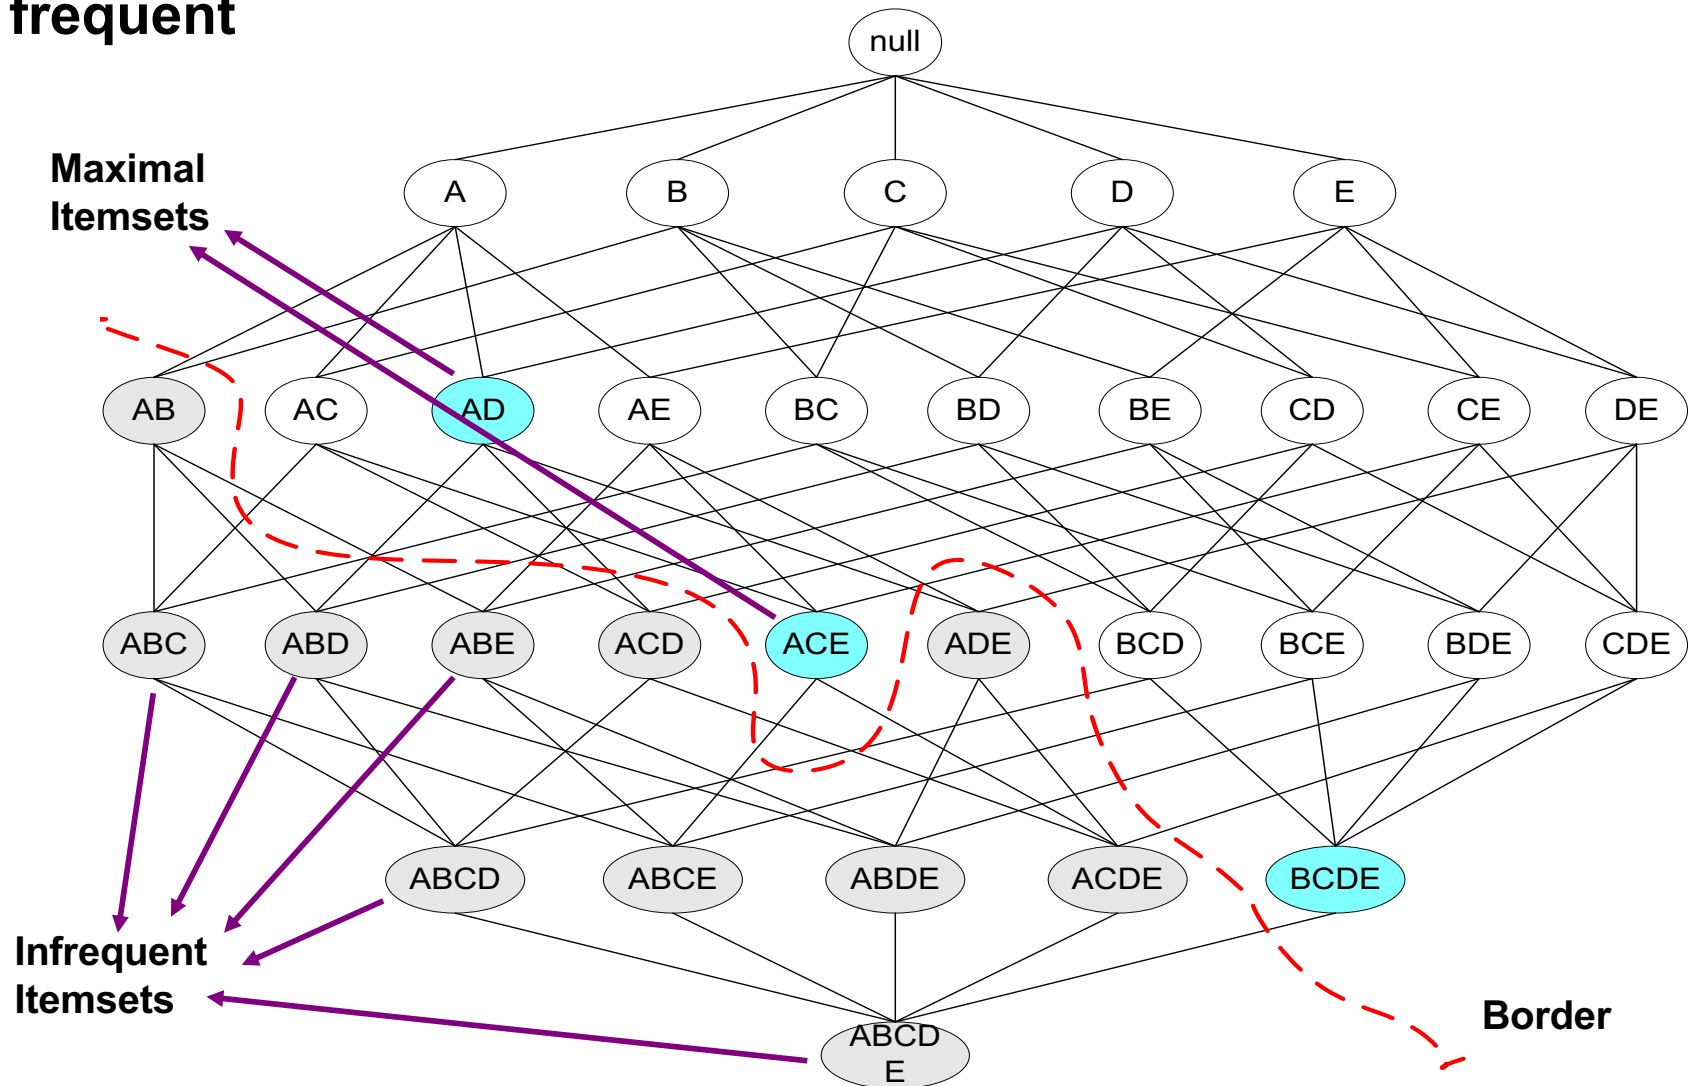 frequent
null
Maximal
Itemsets
A B C D E
AB AC AD AE BC BD BE CD CE DE
ABC ABD ABE ACD ACE ADE BCD BCE BDE CDE
ABCD ABCE ABDE ACDE BCDE
Infrequent
Itemsets
Border
ABCD
E